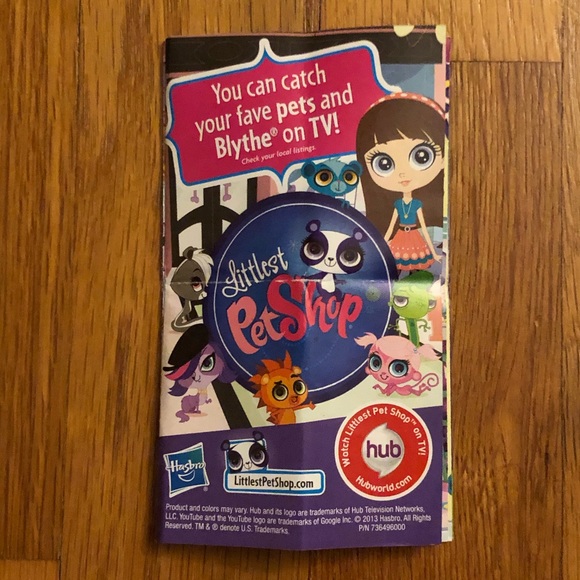 You can catch
your fave pets and
Blythe® on TV!
Check your local listings.
Littlest
PetShop
Hasbro
LittlestPetShop.com
Watch Littlest Pet Shop™ on TV!
hub
Hubworld.com
Product and colors may vary. Hub and its logo are trademarks of Hub Television Networks,
LLC. YouTube and the YouTube logo are trademarks of Google Inc. © 2013 Hasbro. All Rights
Reserved. TM & ® denote U.S. Trademarks.
P/N 736496000